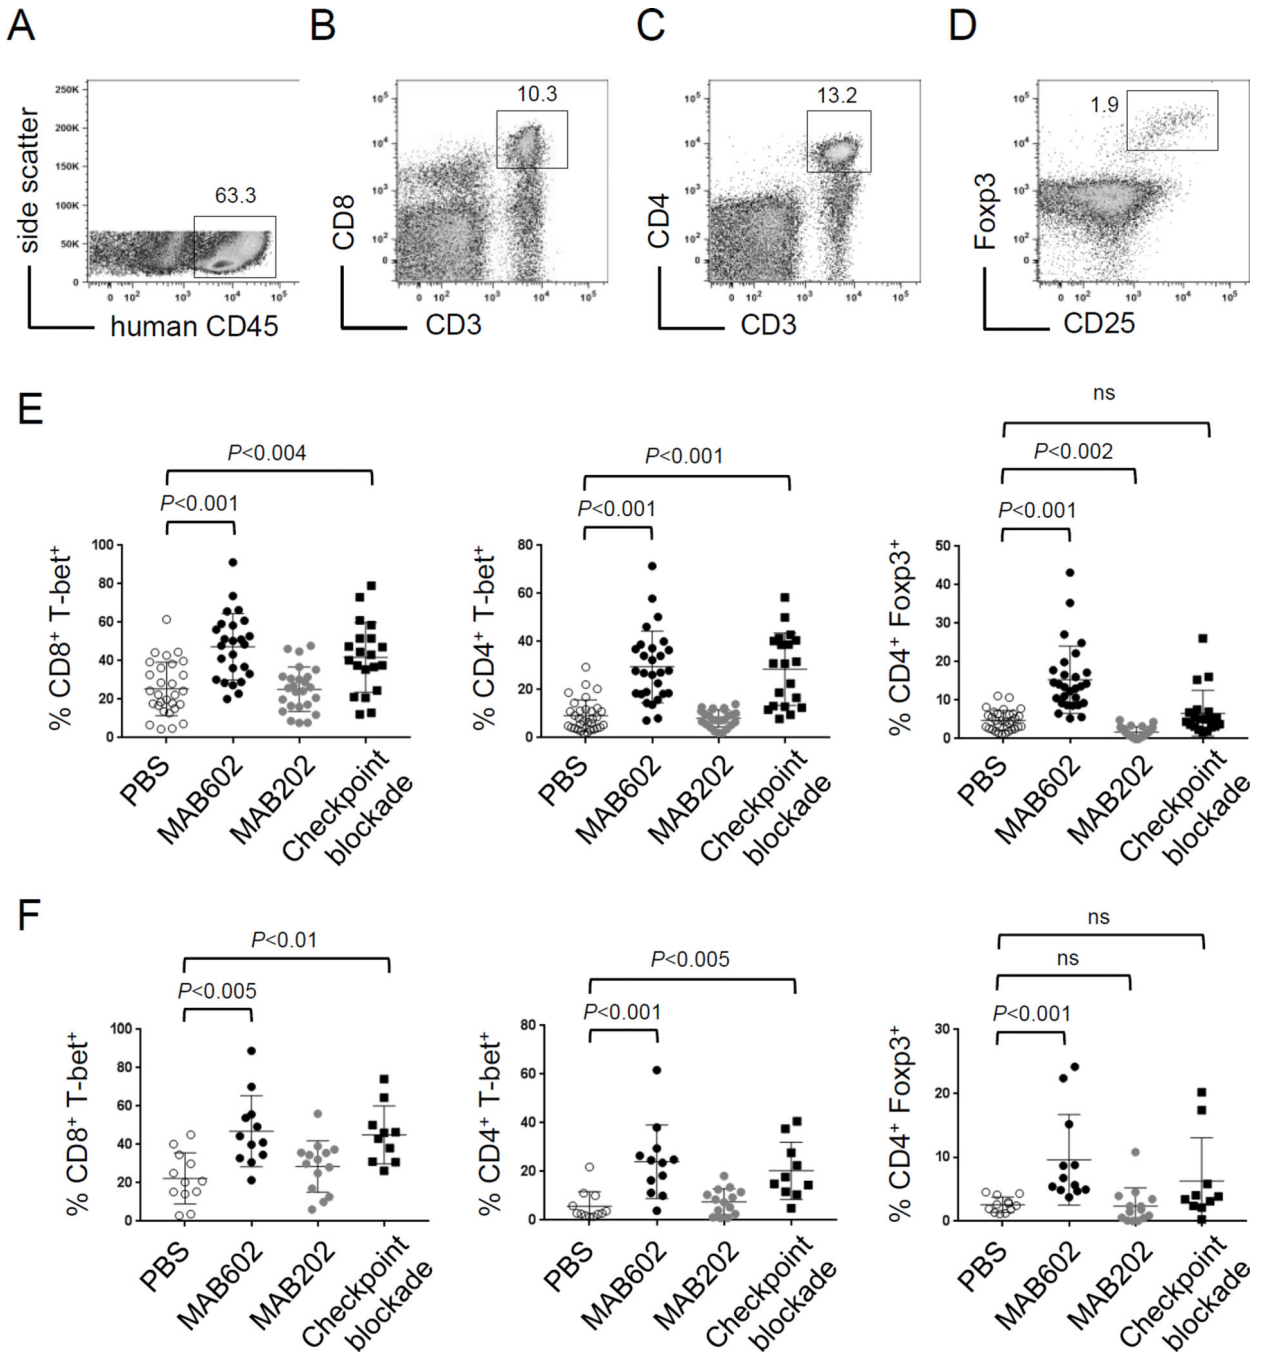 A
B
C
D
side scatter
250K
200K
150K
100K
50K
0
63.3
0 10² 10³ 10⁴ 10⁵
human CD45
CD8
10⁵
10⁴
10³
10²
0
10.3
0 10² 10³ 10⁴ 10⁵
CD3
CD4
10⁵
10⁴
10³
10²
0
13.2
0 10² 10³ 10⁴ 10⁵
CD3
Foxp3
10⁵
10⁴
10³
10²
0
1.9
0 10² 10³ 10⁴ 10⁵
CD25
E
P<0.004
P<0.001
% CD8⁺ T-bet⁺
100
80
60
40
20
0
PBS
MAB602
MAB202
Checkpoint
blockade
P<0.001
P<0.001
% CD4⁺ T-bet⁺
80
60
40
20
0
PBS
MAB602
MAB202
Checkpoint
blockade
ns
P<0.002
P<0.001
% CD4⁺ Foxp3⁺
50
40
30
20
10
0
PBS
MAB602
MAB202
Checkpoint
blockade
F
P<0.01
P<0.005
% CD8⁺ T-bet⁺
100
80
60
40
20
0
PBS
MAB602
MAB202
Checkpoint
blockade
P<0.005
P<0.001
% CD4⁺ T-bet⁺
80
60
40
20
0
PBS
MAB602
MAB202
Checkpoint
blockade
ns
ns
P<0.001
% CD4⁺ Foxp3⁺
30
20
10
0
PBS
MAB602
MAB202
Checkpoint
blockade